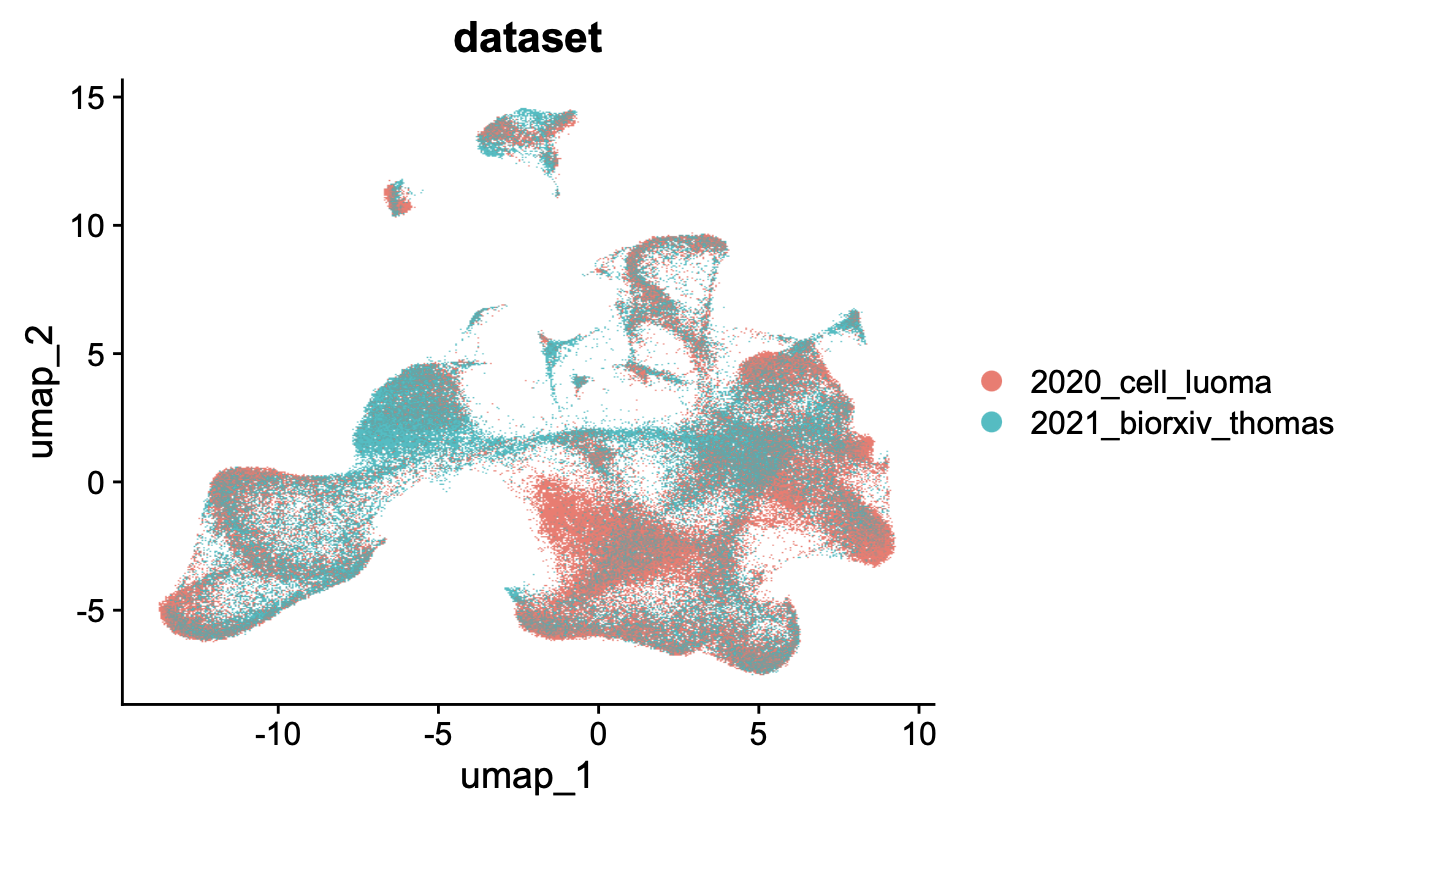 dataset
15
10
5
0
-5
umap_2
-10 -5 0 5 10
umap_1
2020_cell_luoma
2021_biorxiv_thomas